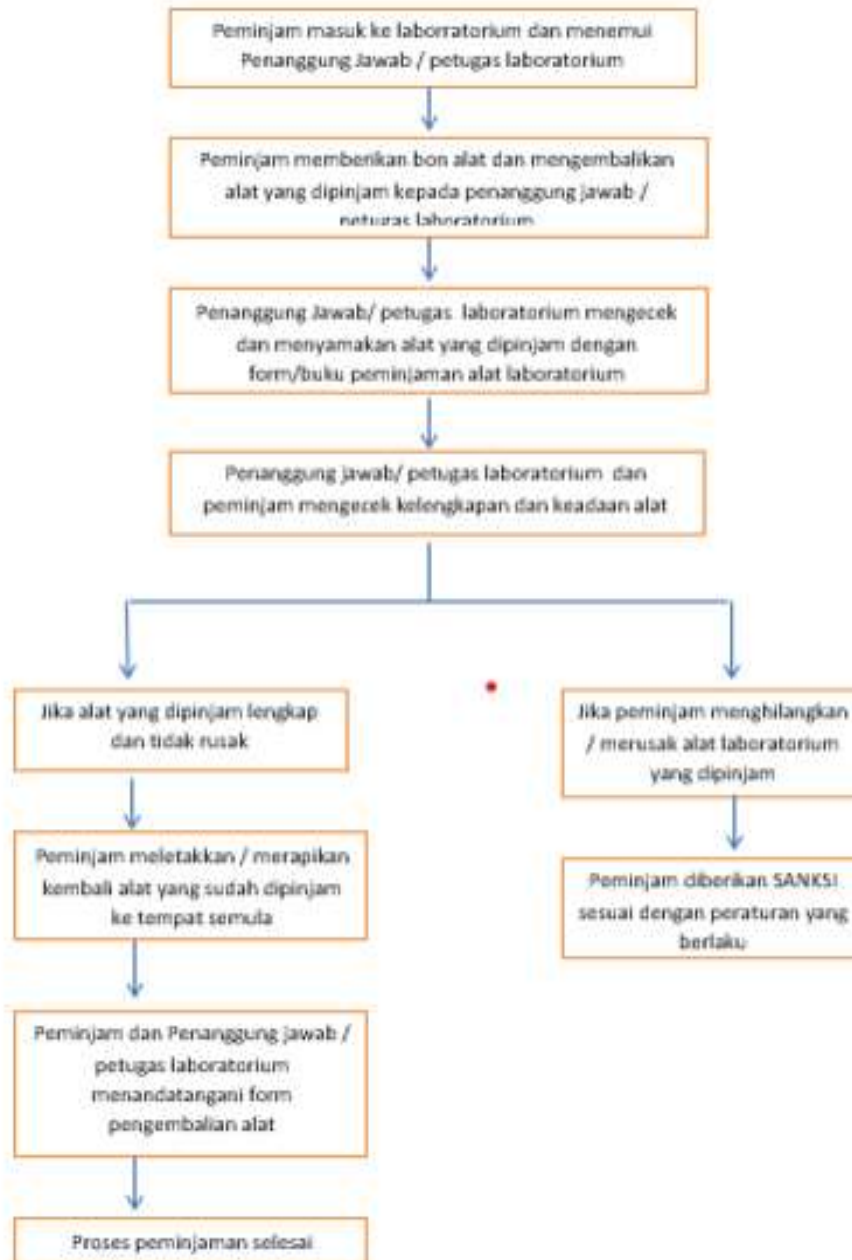 Peminjam masuk ke laborratorium dan menemui
Penanggung Jawab / petugas laboratorium
Peminjam memberikan bon alat dan mengembalikan
alat yang dipinjam kepada penanggung jawab /
petugas laboratorium
Penanggung Jawab/ petugas laboratorium mengecek
dan menyamakan alat yang dipinjam dengan
form/buku peminjaman alat laboratorium
Penanggung jawab/ petugas laboratorium dan
peminjam mengecek kelengkapan dan keadaan alat
Jika alat yang dipinjam lengkap
dan tidak rusak
Jika peminjam menghilangkan
/ merusak alat laboratorium
yang dipinjam
Peminjam meletakkan / merapikan
kembali alat yang sudah dipinjam
ke tempat semula
Peminjam diberikan SANKSI
sesuai dengan peraturan yang
berlaku
Peminjam dan Penanggung jawab /
petugas laboratorium
menandatangani form
pengembalian alat
Proses peminjaman selesai